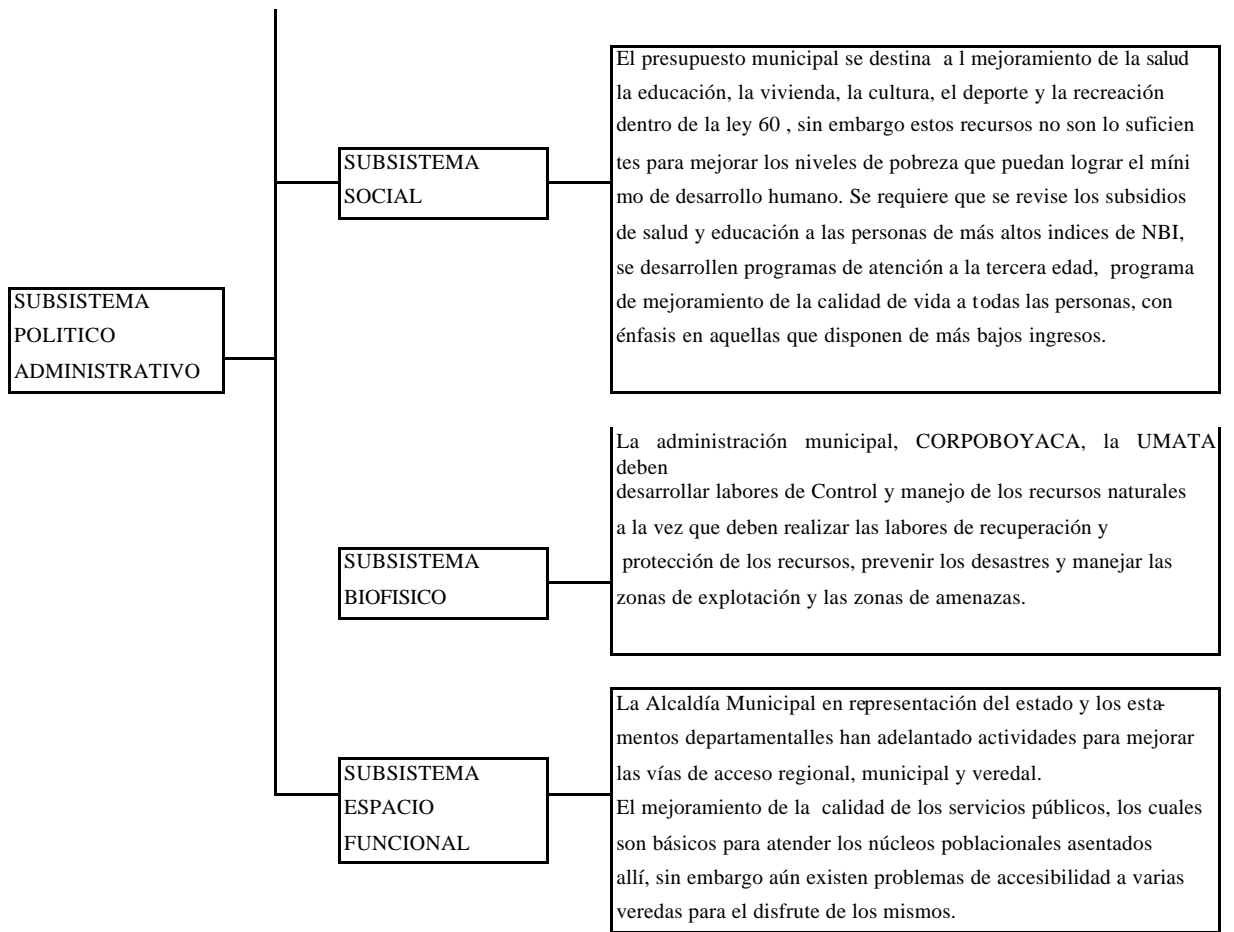 SUBSISTEMA
POLITICO
ADMINISTRATIVO
SUBSISTEMA
SOCIAL
El presupuesto municipal se destina a l mejoramiento de la salud
la educación, la vivienda, la cultura, el deporte y la recreación
dentro de la ley 60 , sin embargo estos recursos no son lo suficien
tes para mejorar los niveles de pobreza que puedan lograr el míni
mo de desarrollo humano. Se requiere que se revise los subsidios
de salud y educación a las personas de más altos indices de NBI,
se desarrollen programas de atención a la tercera edad, programa
de mejoramiento de la calidad de vida a todas las personas, con
énfasis en aquellas que disponen de más bajos ingresos.
SUBSISTEMA
BIOFISICO
La administración municipal, CORPOBOYACA, la UMATA
deben
desarrollar labores de Control y manejo de los recursos naturales
a la vez que deben realizar las labores de recuperación y
protección de los recursos, prevenir los desastres y manejar las
zonas de explotación y las zonas de amenazas.
SUBSISTEMA
ESPACIO
FUNCIONAL
La Alcaldía Municipal en representación del estado y los esta-
mentos departamentalles han adelantado actividades para mejorar
las vías de acceso regional, municipal y veredal.
El mejoramiento de la calidad de los servicios públicos, los cuales
son básicos para atender los núcleos poblacionales asentados
allí, sin embargo aún existen problemas de accesibilidad a varias
veredas para el disfrute de los mismos.